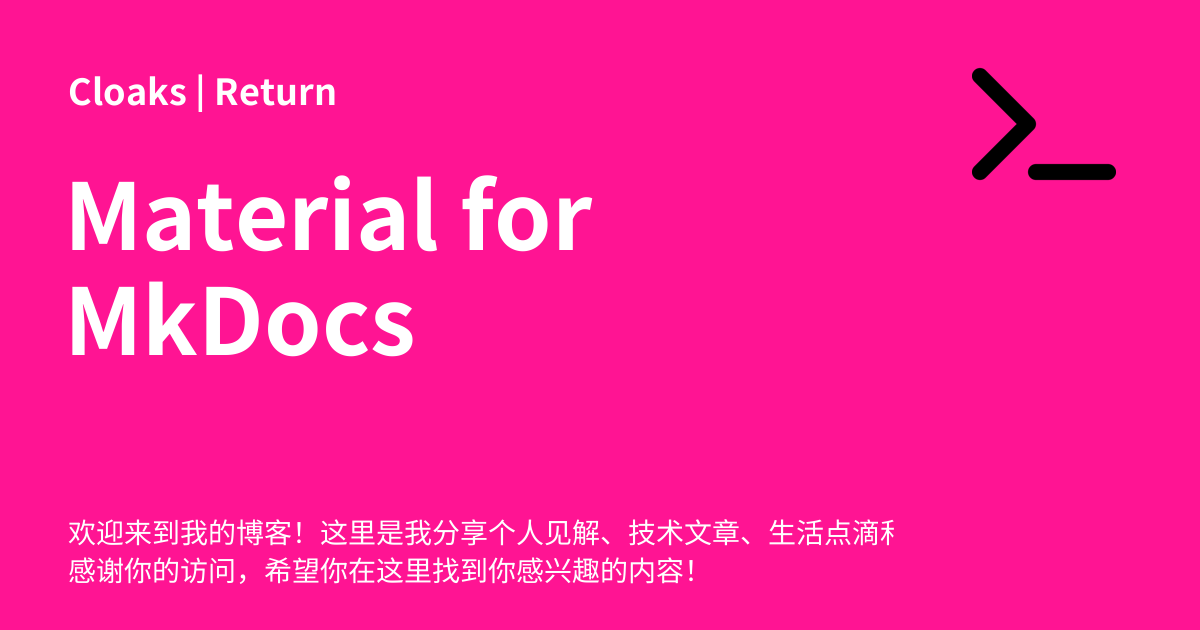 Cloaks | Return
Material for
MkDocs
欢迎来到我的博客！这里是我分享个人见解、技术文章、生活点滴
感谢你的访问，希望你在这里找到你感兴趣的内容！